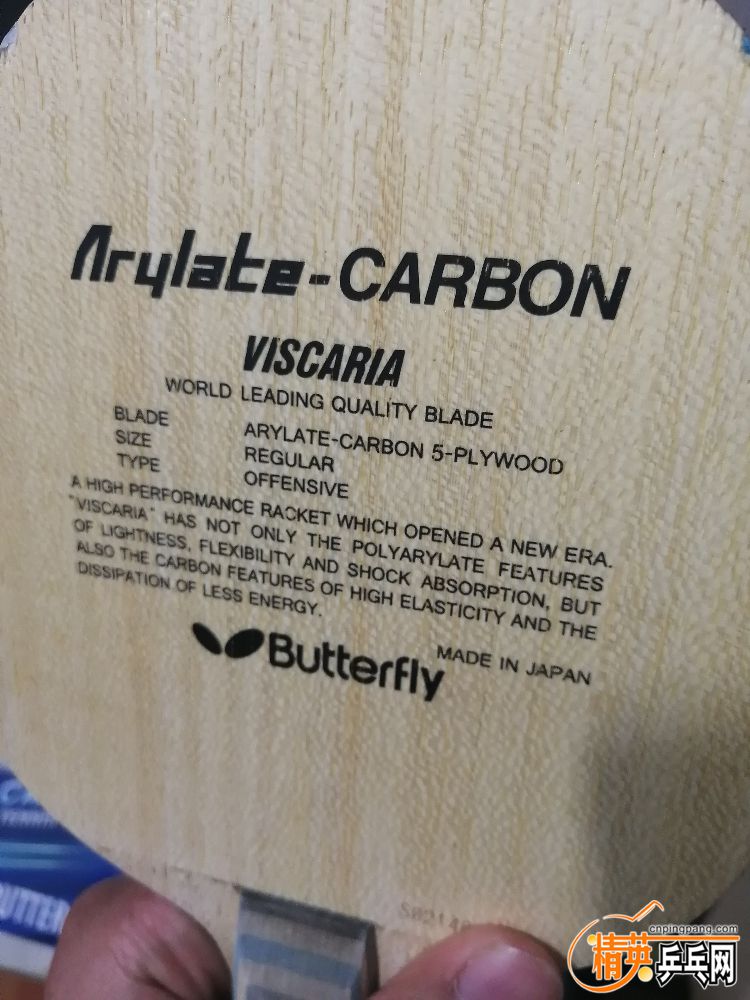 Arylate-CARBON
VISCARIA
WORLD LEADING QUALITY BLADE
BLADE ARYLATE-CARBON 5-PLYWOOD
SIZE REGULAR
TYPE OFFENSIVE
A HIGH PERFORMANCE RACKET WHICH OPENED A NEW ERA.
"VISCARIA" HAS NOT ONLY THE POLYARYLATE FEATURES
OF LIGHTNESS, FLEXIBILITY AND SHOCK ABSORPTION, BUT
ALSO THE CARBON FEATURES OF HIGH ELASTICITY AND THE
DISSIPATION OF LESS ENERGY.
Butterfly MADE IN JAPAN
cnpingpang.com
精英乒乓网